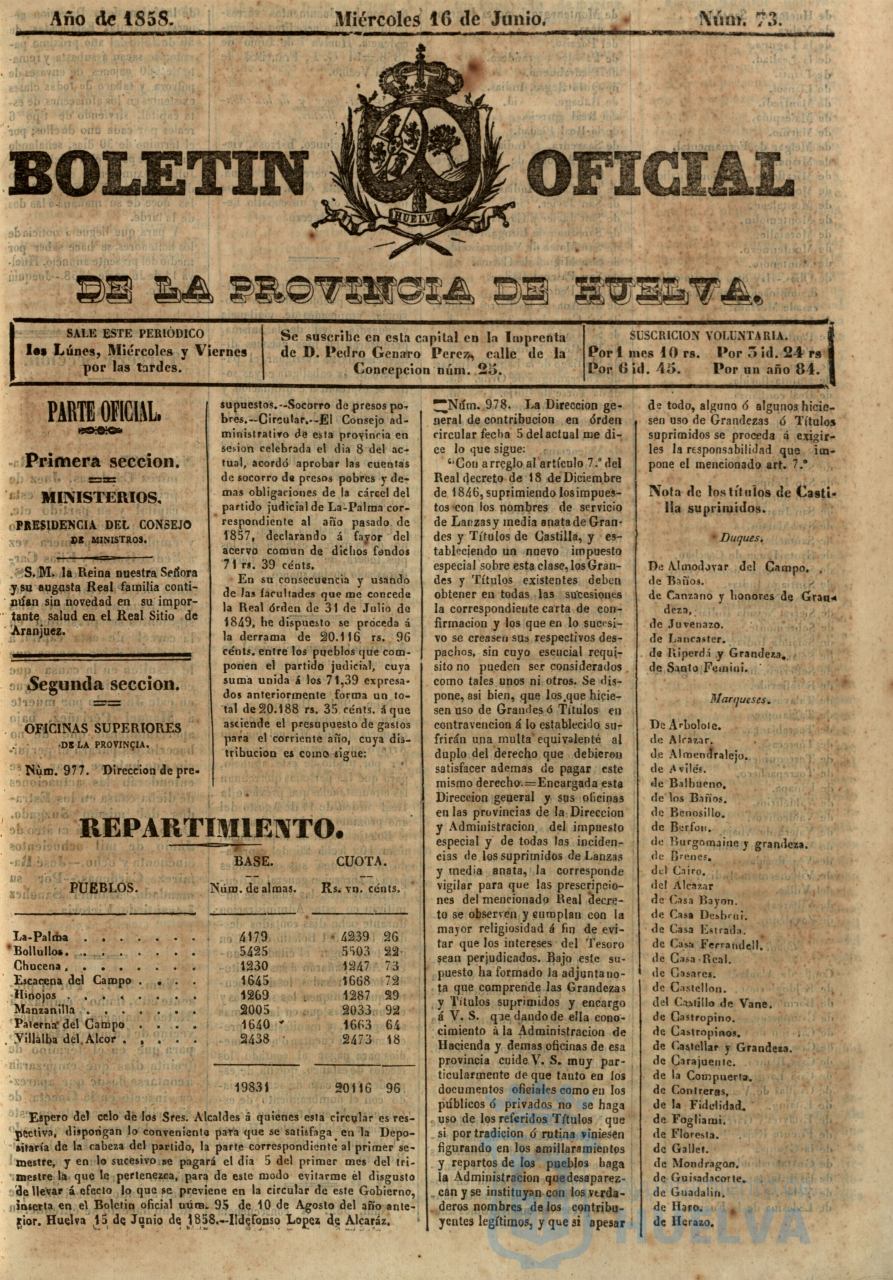 Año de 1858. Miércoles 16 de Junio. Núm. 73.
BOLETIN OFICIAL
HUELVA
DE LA PROVINCIA DE HUELVA.
SALE ESTE PERIÓDICO
los Lúnes, Miércoles y Viernes
por las tardes.
Se suscribe en esta capital en la Imprenta
de D. Pedro Genaro Perez, calle de la
Concepcion núm. 25.
SUSCRICION VOLUNTARIA.
Por 1 mes 10 rs. Por 3 id. 24 rs
Por 6 id. 45. Por un año 84.
PARTE OFICIAL.
Primera seccion.
MINISTERIOS.
PRESIDENCIA DEL CONSEJO
DE MINISTROS.
S. M. la Reina nuestra Señora
y su augusta Real familia conti-
núan sin novedad en su impor-
tante salud en el Real Sitio de
Aranjuez.
Segunda seccion.
OFICINAS SUPERIORES
DE LA PROVINCIA.
Núm. 977. Direccion de pre-
supuestos.--Socorro de presos po-
bres.--Circular.--El Consejo ad-
ministrativo de esta provincia en
sesion celebrada el dia 8 del ac-
tual, acordó aprobar las cuentas
de socorro de presos pobres y de-
mas obligaciones de la cárcel del
partido judicial de La-Palma cor-
respondiente al año pasado de
1857, declarando á favor del
acervo comun de dichos fondos
71 rs. 39 cénts.
En su consecuencia y usando
de las facultades que me concede
la Real órden de 31 de Julio de
1849, he dispuesto se proceda á
la derrama de 20.116 rs. 96
cénts. entre los pueblos que com-
ponen el partido judicial, cuya
suma unida á los 71,39 expresa-
dos anteriormente forma un to-
tal de 20.188 rs. 35 cénts. á que
asciende el presupuesto de gastos
para el corriente año, cuya dis-
tribucion es como sigue:
REPARTIMIENTO.
BASE. CUOTA.
PUEBLOS. Núm. de almas. Rs. vn. cénts.
La-Palma . . . . . . . 4179 4239 26
Bollullos. . . . . . . . 5425 5503 22
Chucena . . . . . . . 1230 1247 73
Escacena del Campo . . . . 1645 1668 72
Hinojos . . . . . . . 1269 1287 29
Manzanilla . . . . . . 2005 2033 92
Paterna del Campo . . . . 1640 1663 64
Villalba del Alcor . . . . . 2438 2473 18
19831 20116 96
Espero del celo de los Sres. Alcaldes á quienes esta circular es res-
pectiva, dispongan lo conveniente para que se satisfaga en la Depo-
sitaría de la cabeza del partido, la parte correspondiente al primer se-
mestre, y en lo sucesivo se pagará el dia 5 del primer mes del tri-
mestre la que le pertenezca, para de este modo evitarme el disgusto
de llevar á efecto lo que se previene en la circular de este Gobierno,
inserta en el Boletin oficial núm. 95 de 10 de Agosto del año ante-
rior. Huelva 15 de Junio de 1858.--Ildefonso Lopez de Alcaráz.
Núm. 978. La Direccion ge-
neral de contribucion en órden
circular fecha 5 del actual me di-
ce lo que sigue:
"Con arreglo al artículo 7.º del
Real decreto de 18 de Diciembre
de 1846, suprimiendo los impues-
tos con los nombres de servicio
de Lanzas y media anata de Gran-
des y Títulos de Castilla, y es-
tableciendo un nuevo impuesto
especial sobre esta clase, los Gran-
des y Títulos existentes deben
obtener en todas las sucesiones
la correspondiente carta de con-
firmacion y los que en lo sucesi-
vo se creasen sus respectivos des-
pachos, sin cuyo esencial requi-
sito no pueden ser considerados
como tales unos ni otros. Se dis-
pone, asi bien, que los que hicie-
sen uso de Grandes ó Títulos en
contravencion á lo establecido su-
frirán una multa equivalente al
duplo del derecho que debieron
satisfacer ademas de pagar este
mismo derecho.=Encargada esta
Direccion general y sus oficinas
en las provincias de la Direccion
y Administracion del impuesto
especial y de todas las inciden-
cias de los suprimidos de Lanzas
y media anata, la corresponde
vigilar para que las prescripcio-
nes del mencionado Real decre-
to se observen y cumplan con la
mayor religiosidad á fin de evi-
tar que los intereses del Tesoro
sean perjudicados. Bajo este su-
puesto ha formado la adjunta no-
ta que comprende las Grandezas
y Títulos suprimidos y encargo
á V. S. que dando de ella cono-
cimiento á la Administracion de
Hacienda y demas oficinas de esa
provincia cuide V. S. muy par-
ticularmente de que tanto en los
documentos oficiales como en los
públicos ó privados no se haga
uso de los referidos Títulos que
si por tradicion ó rutina viniesen
figurando en los amillaramientos
y repartos de los pueblos haga
la Administracion que desaparez-
can y se instituyan con los verda-
deros nombres de los contribu-
yentes legítimos, y que si apesar
de todo, alguno ó algunos hicie-
sen uso de Grandezas ó Títulos
suprimidos se proceda á exigir-
les la responsabilidad que im-
pone el mencionado art. 7.º
Nota de los títulos de Casti-
lla suprimidos.
Duques.
De Almodovar del Campo.
de Baños.
de Canzano y honores de Gran-
deza,
de Juvenazo.
de Lancaster.
de Riperdá y Grandeza.
de Santo Femini.
Marqueses.
De Arbolote.
de Alcazar.
de Almendralejo.
de Avilés.
de Balbueno.
de los Baños.
de Benosillo.
de Berfou.
de Burgomaine y grandeza.
de Brenes.
del Cairo.
del Alcazar
de Casa Bayon.
de Casa Desbrui.
de Casa Estrada.
de Casa Ferrandell.
de Casa-Real.
de Casares.
de Castellon.
del Castillo de Vane.
de Castropino.
de Castropinos.
de Castellar y Grandeza.
de Carajuente.
de la Compuerta.
de Contreras.
de la Fidelidad.
de Fogliami.
de Floresta.
de Gallet.
de Mondragon.
de Guisadacorte.
de Guadalin.
de Haro.
de Herazo.
HUELVA